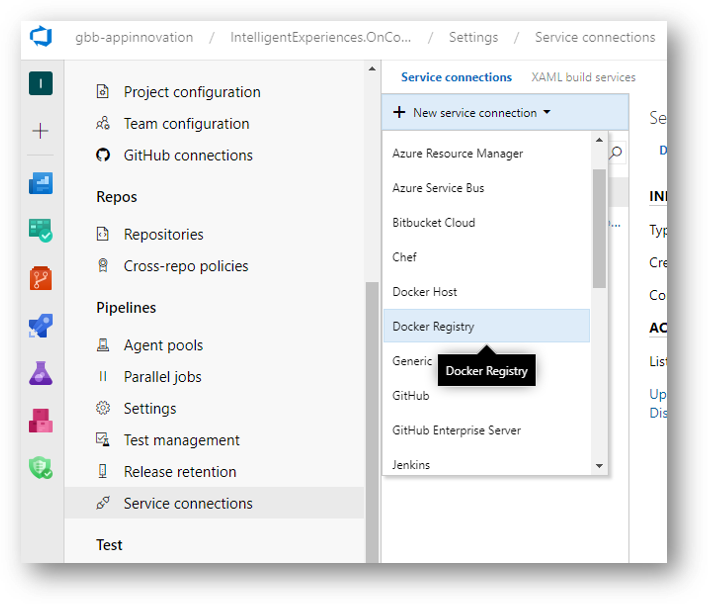 gbb-appinnovation / IntelligentExperiences.OnCo... / Settings / Service connections
I
Project configuration
Team configuration
GitHub connections
Repos
Repositories
Cross-repo policies
Pipelines
Agent pools
Parallel jobs
Settings
Test management
Release retention
Service connections
Test
Service connections XAML build services
+ New service connection
Azure Resource Manager
Azure Service Bus
Bitbucket Cloud
Chef
Docker Host
Docker Registry
Generic
Docker Registry
GitHub
GitHub Enterprise Server
Jenkins
Se
D
o...
INI
Typ
Cre
Co
AC
List
Up
Dis